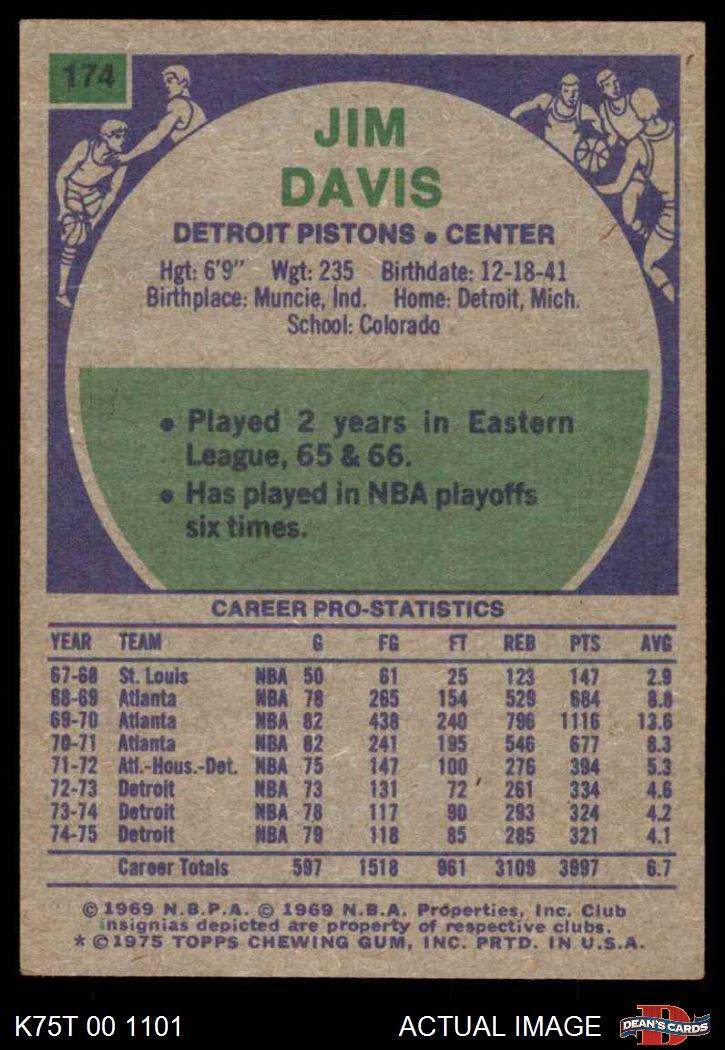 174
JIM
DAVIS
DETROIT PISTONS • CENTER
Hgt: 6'9" Wgt: 235 Birthdate: 12-18-41
Birthplace: Muncie, Ind. Home: Detroit, Mich.
School: Colorado
• Played 2 years in Eastern
League, 65 & 66.
• Has played in NBA playoffs
six times.
CAREER PRO-STATISTICS
YEAR TEAM G FG FT REB PTS AVG
67-68 St. Louis NBA 50 61 25 123 147 2.9
68-69 Atlanta NBA 78 265 154 529 684 8.8
69-70 Atlanta NBA 82 438 240 796 1116 13.6
70-71 Atlanta NBA 82 241 195 546 677 8.3
71-72 Atl.-Hous.-Det. NBA 75 147 100 276 394 5.3
72-73 Detroit NBA 73 131 72 261 334 4.6
73-74 Detroit NBA 78 117 90 293 324 4.2
74-75 Detroit NBA 79 118 85 285 321 4.1
Career Totals 597 1518 961 3109 3997 6.7
© 1969 N.B.P.A. © 1969 N.B.A. Properties, Inc. Club
insignias depicted are property of respective clubs.
* © 1975 TOPPS CHEWING GUM, INC. PRTD. IN U.S.A.
K75T 00 1101 ACTUAL IMAGE
D
DEAN'S CARDS